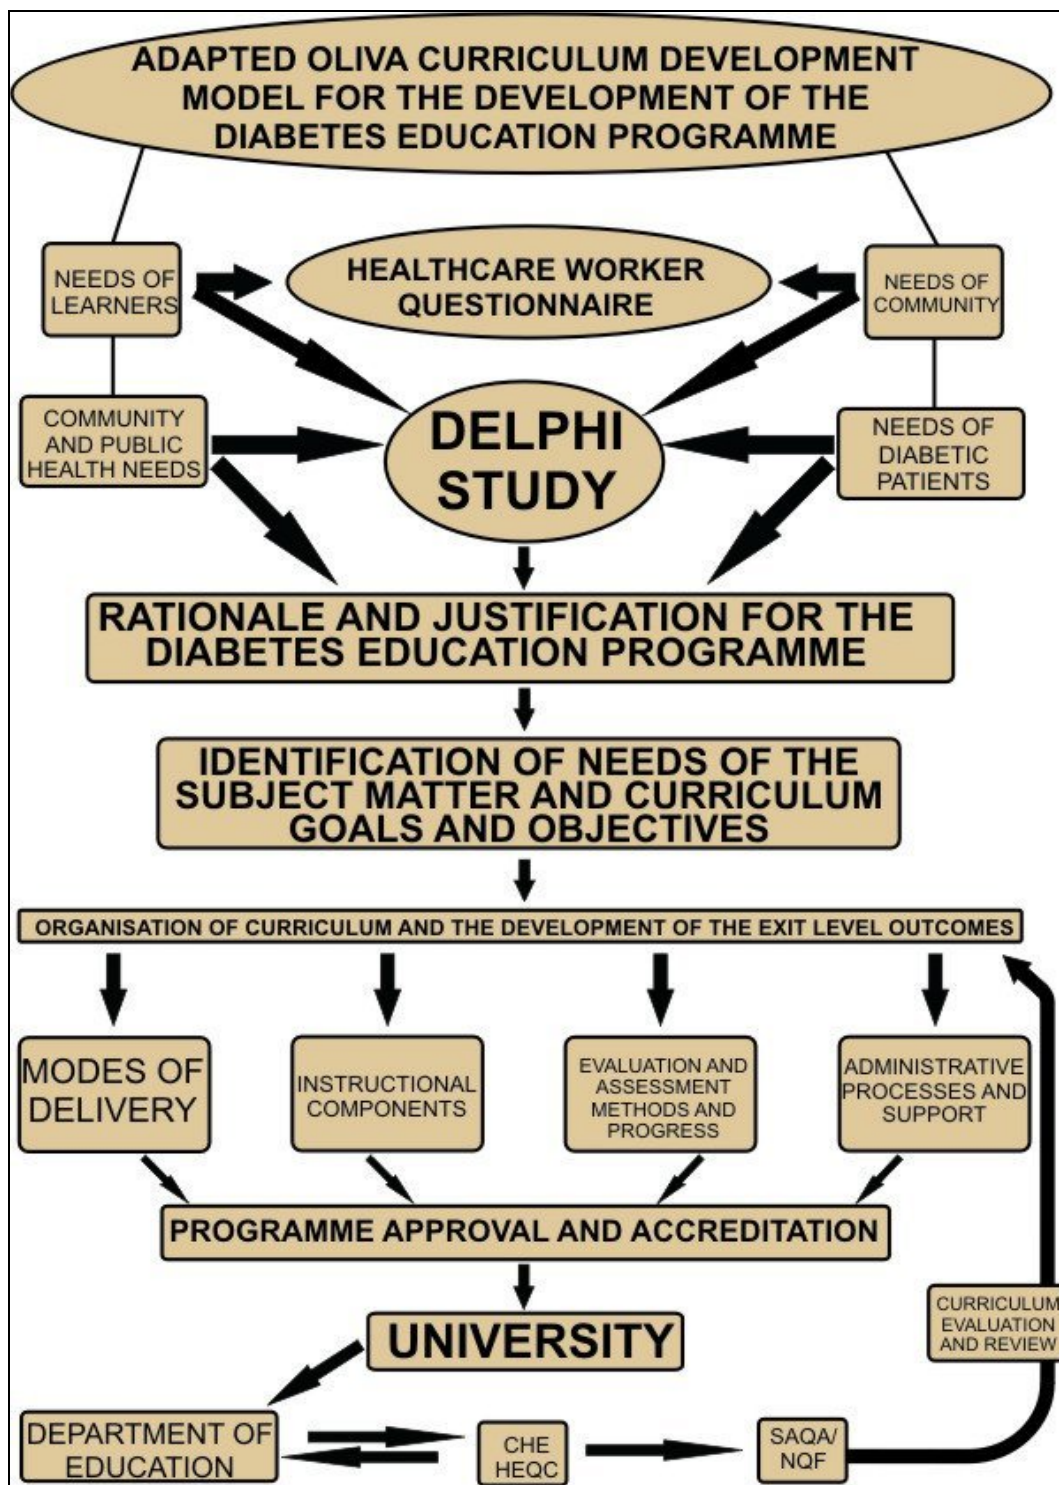 ADAPTED OLIVA CURRICULUM DEVELOPMENT
MODEL FOR THE DEVELOPMENT OF THE
DIABETES EDUCATION PROGRAMME
NEEDS OF
LEARNERS
HEALTHCARE WORKER
QUESTIONNAIRE
NEEDS OF
COMMUNITY
COMMUNITY
AND PUBLIC
HEALTH NEEDS
DELPHI
STUDY
NEEDS OF
DIABETIC
PATIENTS
RATIONALE AND JUSTIFICATION FOR THE
DIABETES EDUCATION PROGRAMME
IDENTIFICATION OF NEEDS OF THE
SUBJECT MATTER AND CURRICULUM
GOALS AND OBJECTIVES
ORGANISATION OF CURRICULUM AND THE DEVELOPMENT OF THE EXIT LEVEL OUTCOMES
MODES OF
DELIVERY
INSTRUCTIONAL
COMPONENTS
EVALUATION AND
ASSESSMENT
METHODS AND
PROGRESS
ADMINISTRATIVE
PROCESSES AND
SUPPORT
PROGRAMME APPROVAL AND ACCREDITATION
UNIVERSITY
CURRICULUM
EVALUATION
AND REVIEW
DEPARTMENT OF
EDUCATION
CHE
HEQC
SAQA/
NQF